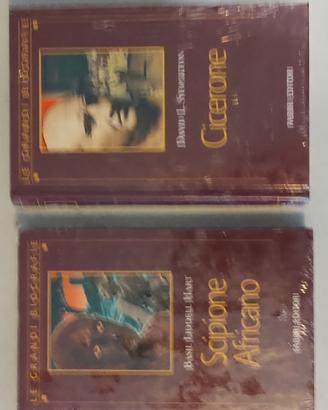 LE GRANDI BIOGRAFIE
DAVID L. STOCKTON
Cicerone
FABBRI EDITORI
LE GRANDI BIOGRAFIE
BASIL LIDDELL HART
Scipione
Africano
FABBRI EDITORI